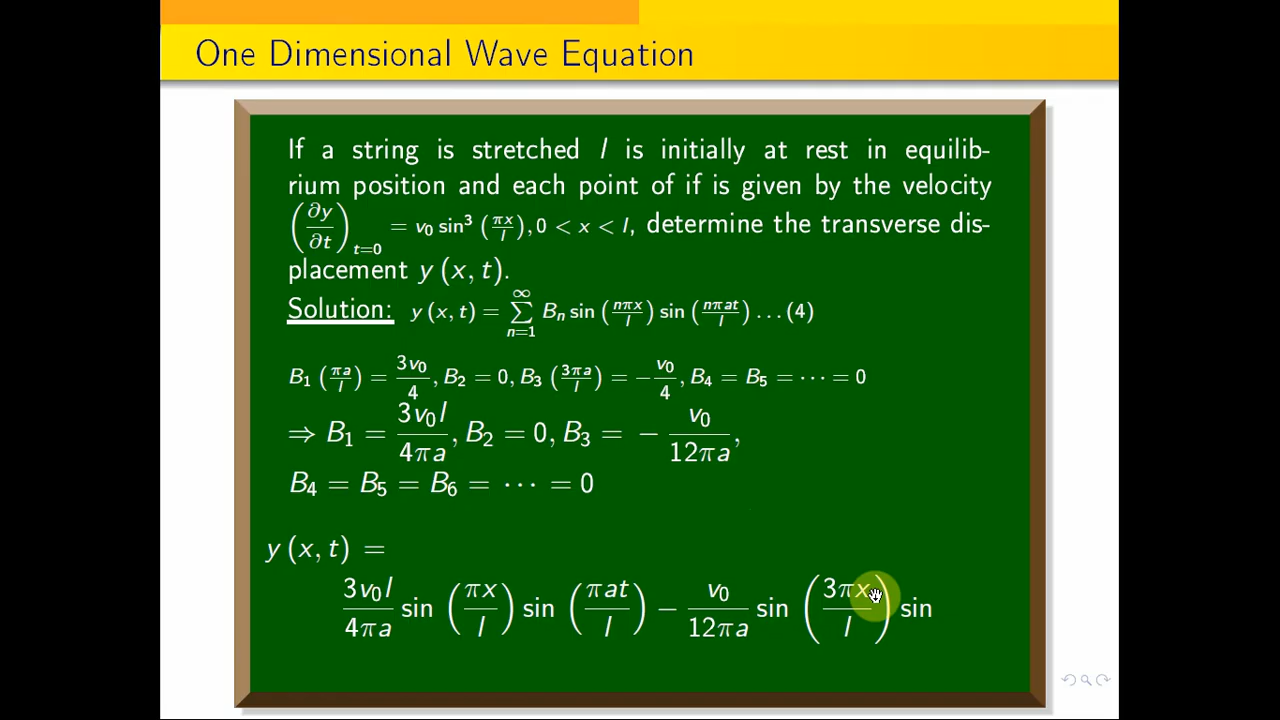 One Dimensional Wave Equation
If a string is stretched l is initially at rest in equilib-
rium position and each point of if is given by the velocity
(∂y/∂t)_{t=0} = v₀ sin³ (πx/l), 0 < x < l, determine the transverse dis-
placement y (x, t).
Solution: y (x, t) = ∑_{n=1}^{∞} Bₙ sin (nπx/l) sin (nπat/l) ... (4)
B₁ (πa/l) = 3v₀/4, B₂ = 0, B₃ (3πa/l) = −v₀/4, B₄ = B₅ = ··· = 0
⇒ B₁ = 3v₀l/4πa, B₂ = 0, B₃ = − v₀/12πa,
B₄ = B₅ = B₆ = ··· = 0
y (x, t) =
3v₀l/4πa sin (πx/l) sin (πat/l) − v₀/12πa sin (3πx/l) sin